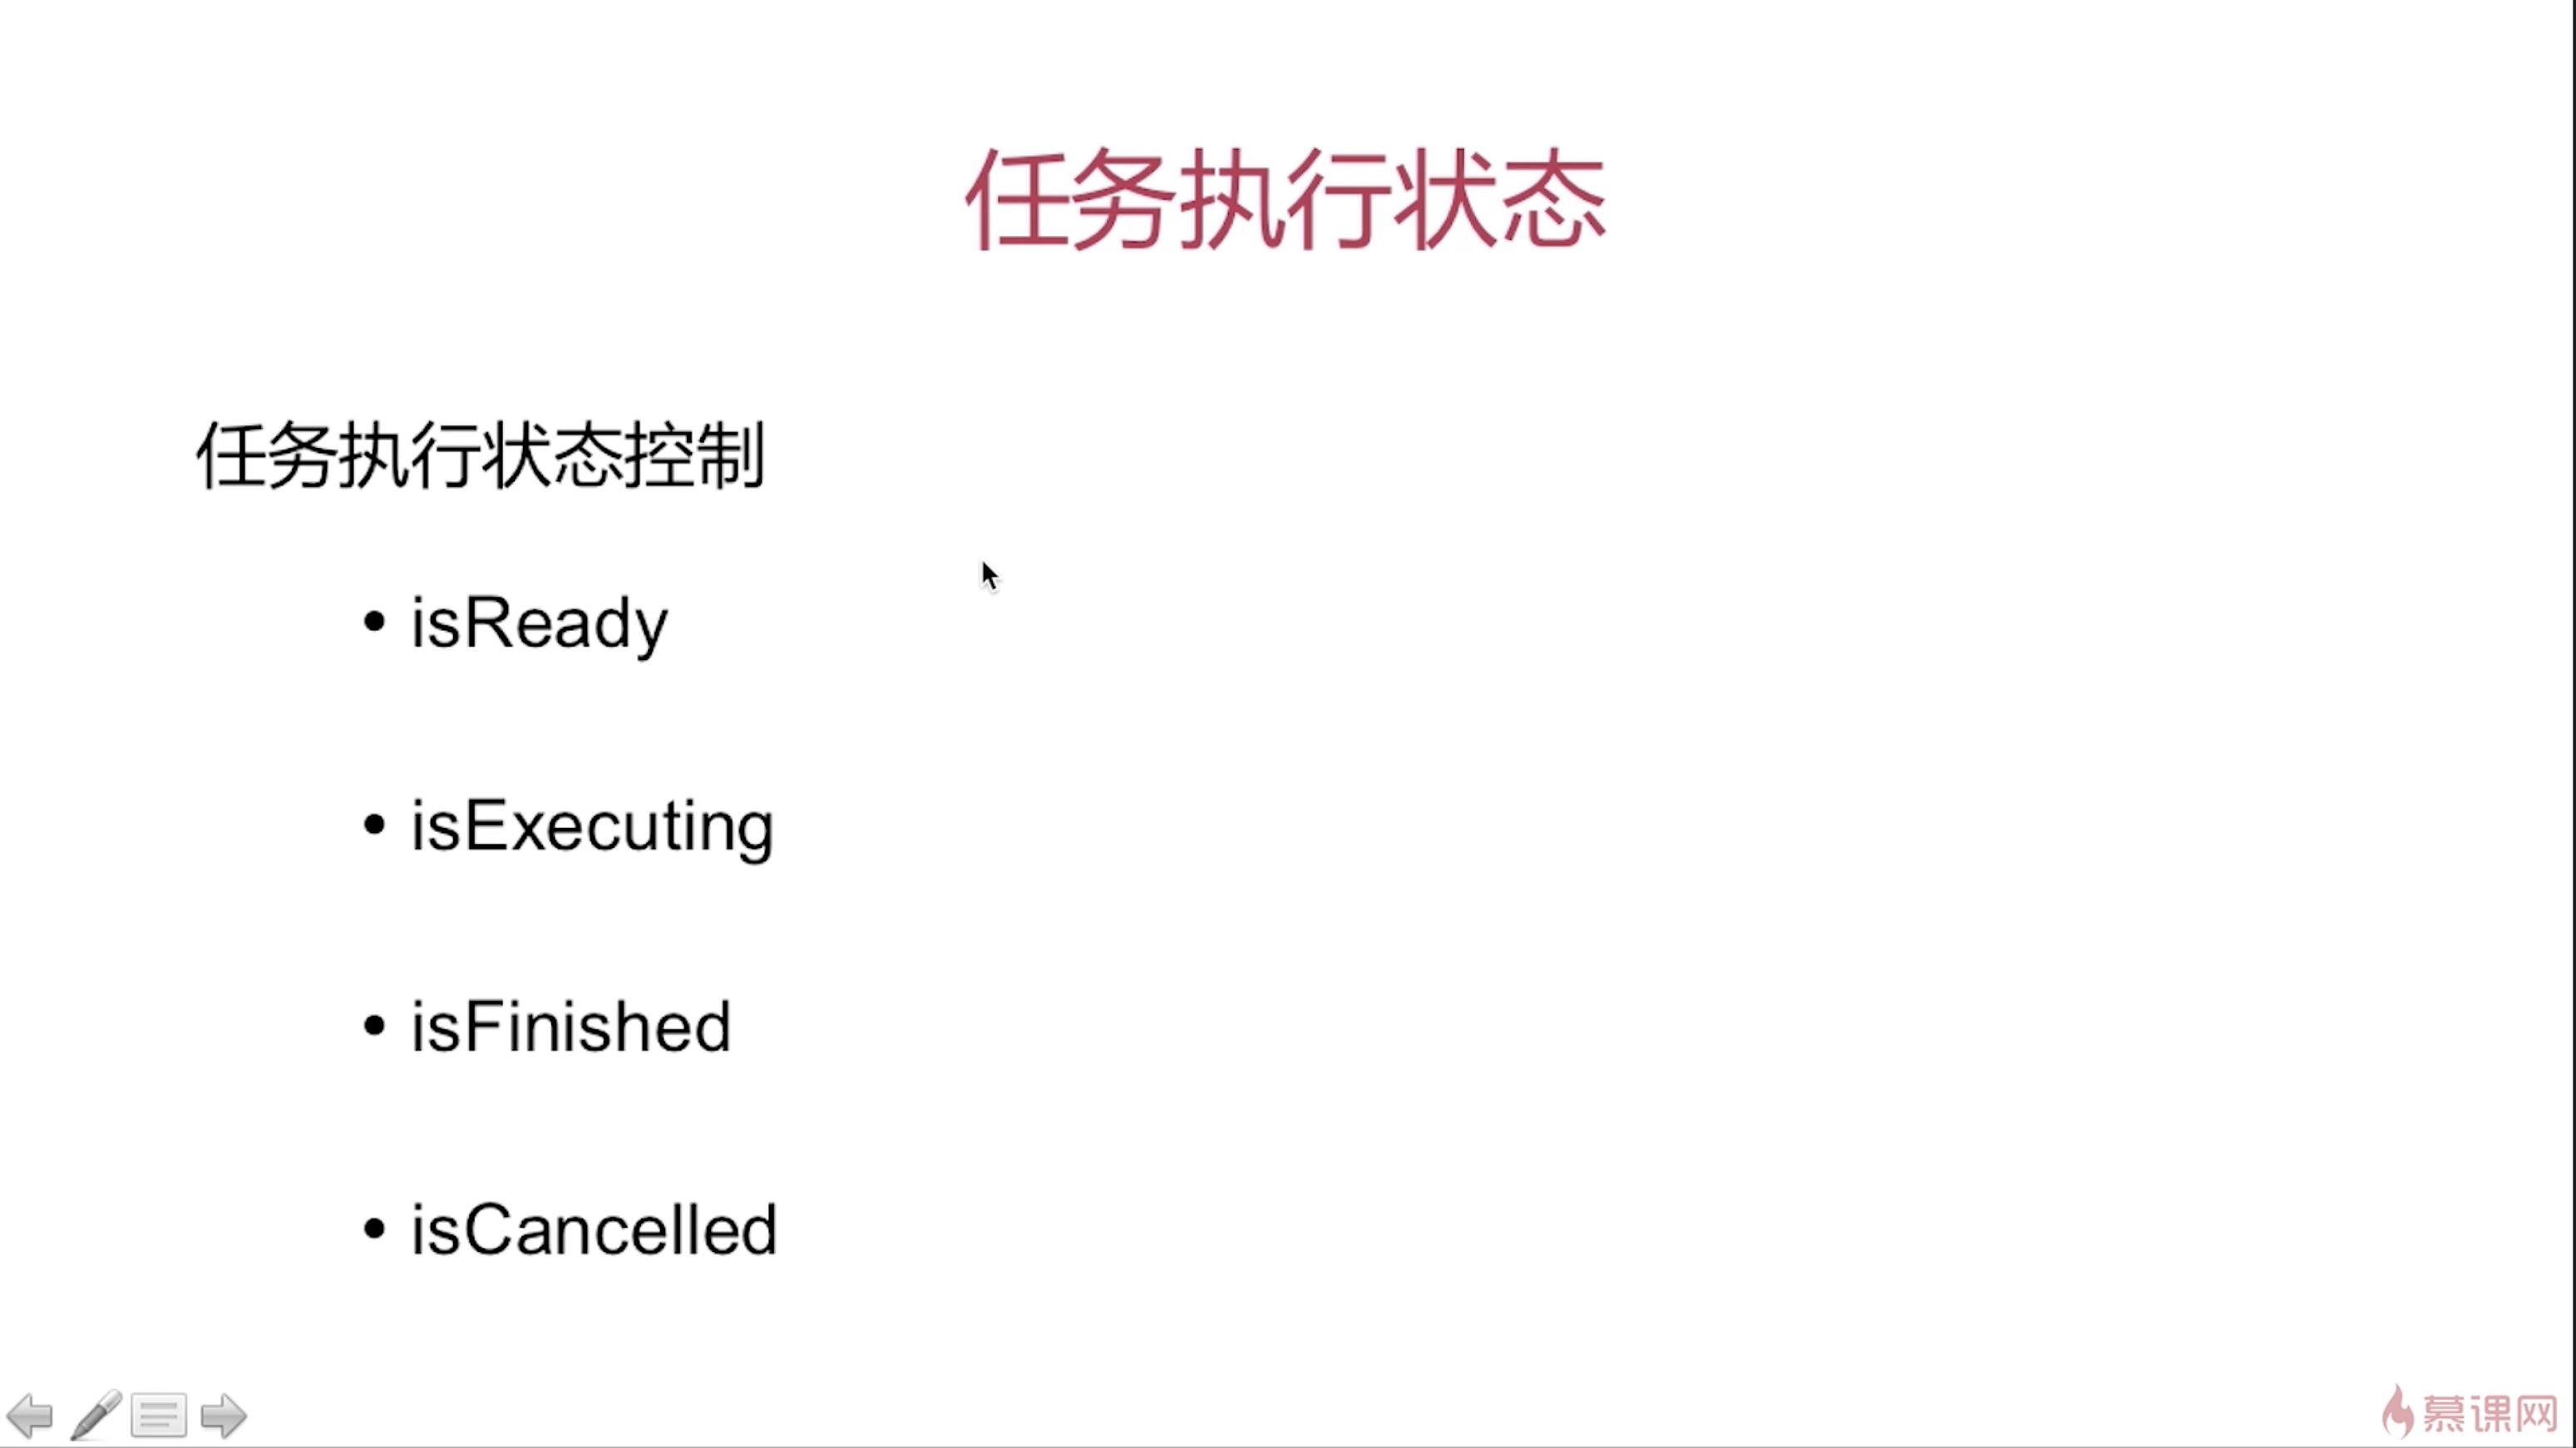 任务执行状态
任务执行状态控制
• isReady
• isExecuting
• isFinished
• isCancelled
慕课网